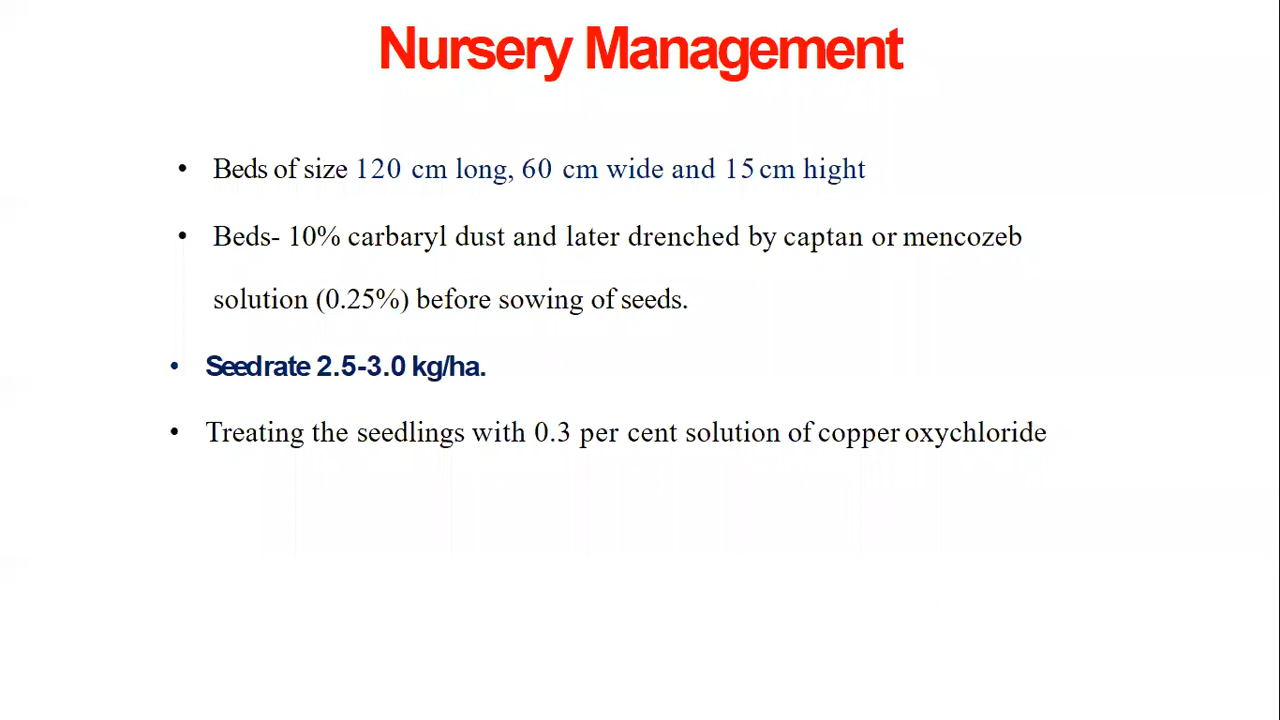 Nursery Management
• Beds of size 120 cm long, 60 cm wide and 15 cm hight
• Beds- 10% carbaryl dust and later drenched by captan or mencozeb
solution (0.25%) before sowing of seeds.
• Seed rate 2.5-3.0 kg/ha.
• Treating the seedlings with 0.3 per cent solution of copper oxychloride